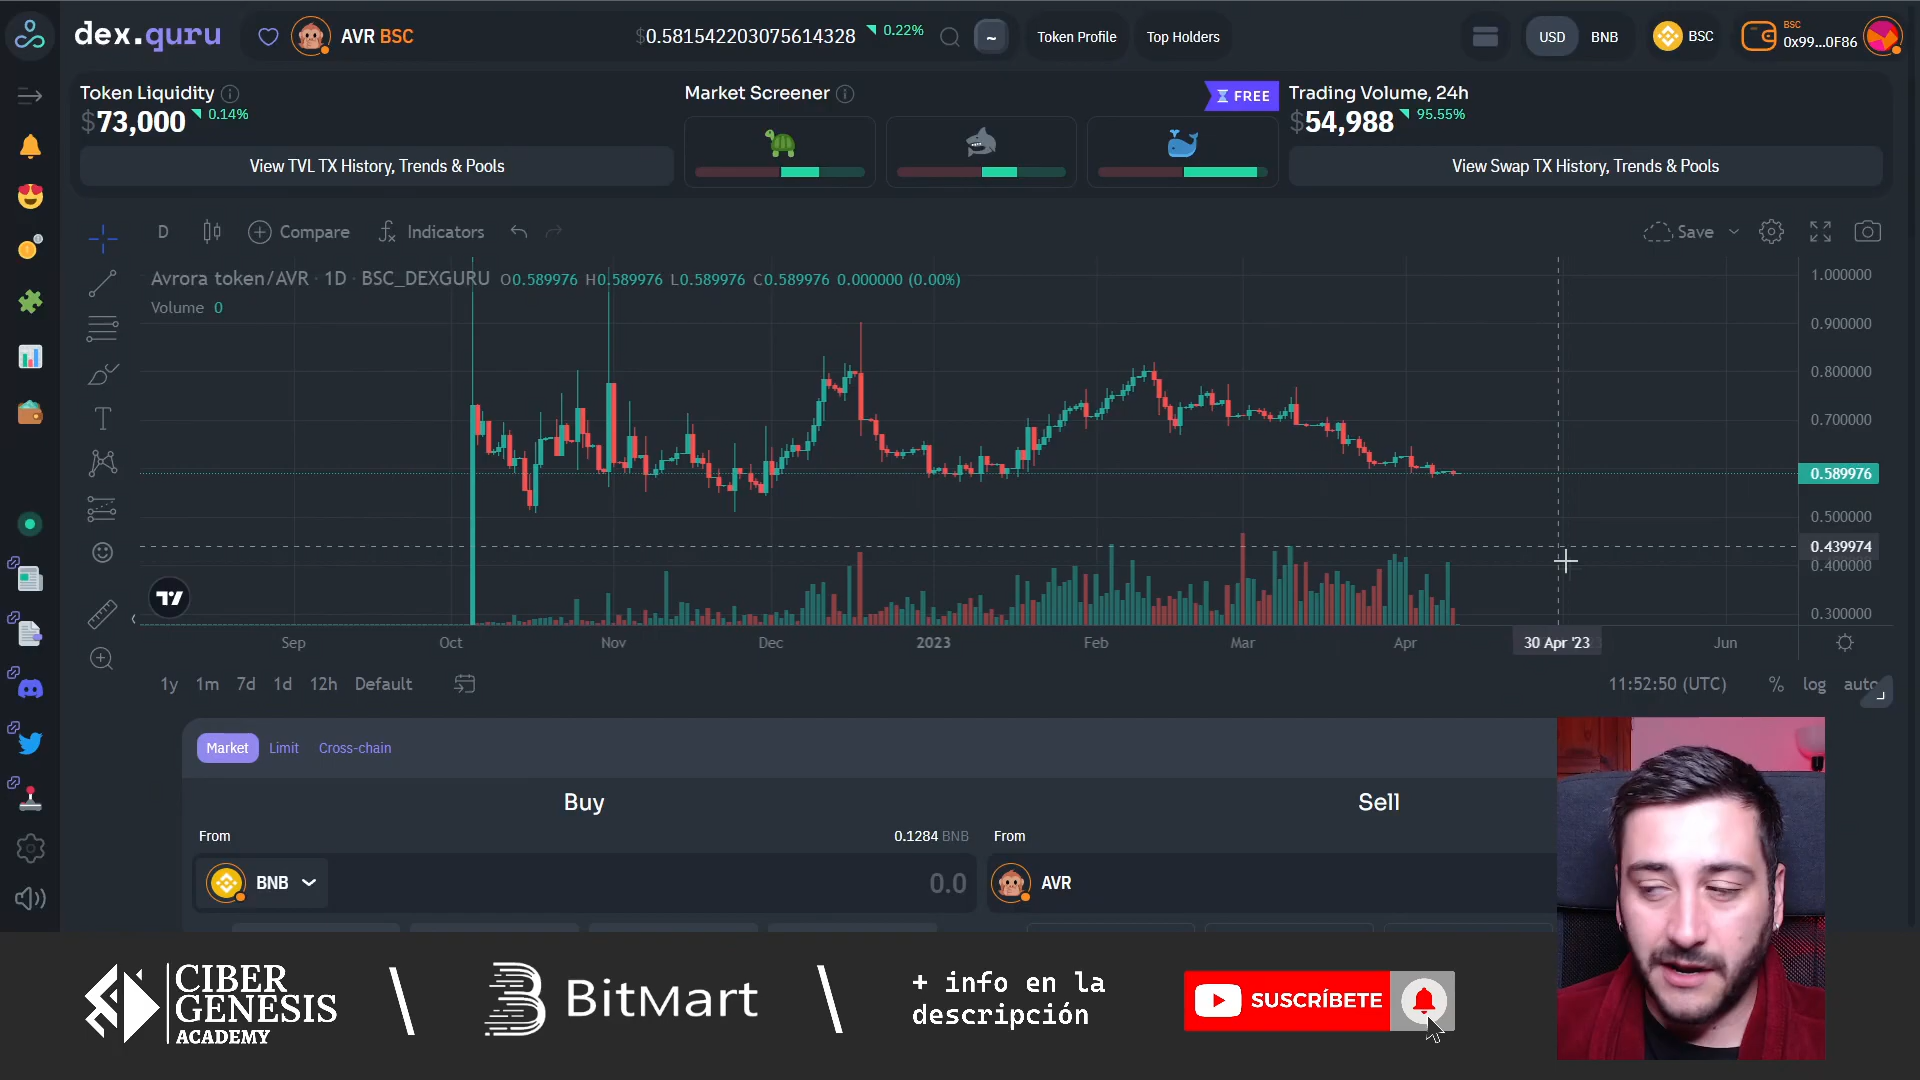 dex.guru
AVR BSC
$0.581542203075614328 0.22%
~
Token Profile
Top Holders
USD
BNB
BSC
BSC
0x99...0F86
Token Liquidity
$73,000 0.14%
View TVL TX History, Trends & Pools
Market Screener
FREE
Trading Volume, 24h
$54,988 95.55%
View Swap TX History, Trends & Pools
D
Compare
Indicators
Save
Avrora token/AVR · 1D · BSC_DEXGURU O0.589976 H0.589976 L0.589976 C0.589976 0.000000 (0.00%)
Volume 0
1.000000
0.900000
0.800000
0.700000
0.589976
0.500000
0.439974
0.400000
0.300000
Sep
Oct
Nov
Dec
2023
Feb
Mar
Apr
30 Apr '23
Jun
1y 1m 7d 1d 12h Default
11:52:50 (UTC)
% log auto
Market
Limit
Cross-chain
Buy
Sell
From
0.1284 BNB
From
BNB
0.0
AVR
CIBER
GENESIS
ACADEMY
\
BitMart
\
+ info en la
descripción
SUSCRÍBETE